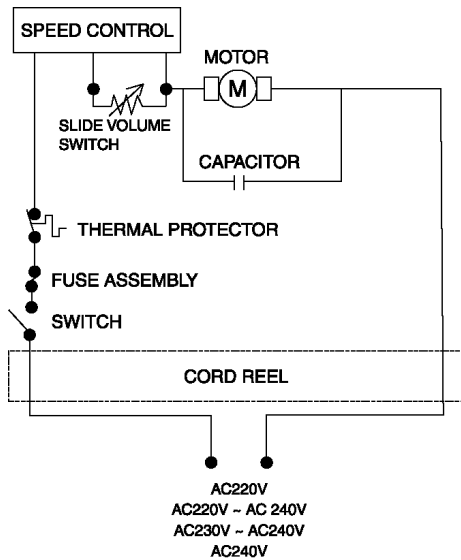 SPEED CONTROL
MOTOR
M
SLIDE VOLUME
SWITCH
CAPACITOR
THERMAL PROTECTOR
FUSE ASSEMBLY
SWITCH
CORD REEL
AC220V
AC220V ~ AC 240V
AC230V ~ AC240V
AC240V